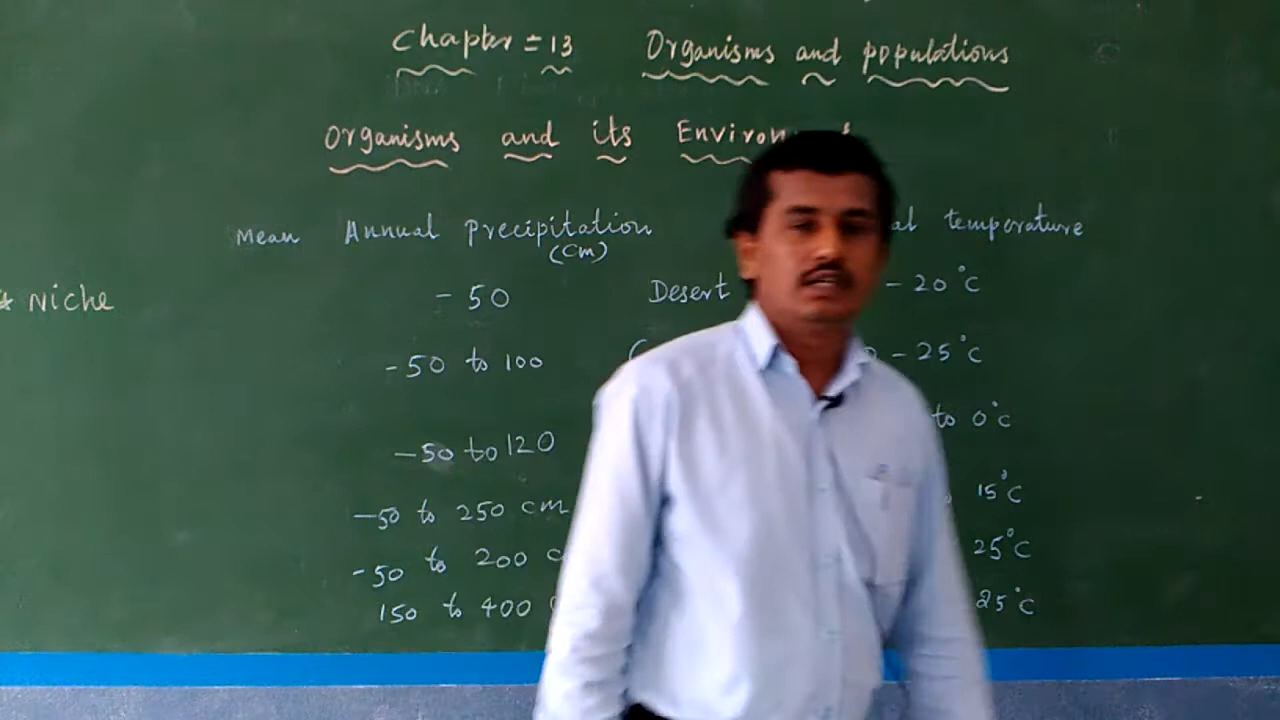 Chapter = 13 Organisms and populations
Organisms and its
Mean Annual precipitation temperature
(Cm)
* Niche - 50 Desert - 20°C
- 50 to 100 - 25°C
- 50 to 120 to 0°C
- 50 to 250 cm 15°C
- 50 to 200 25°C
150 to 400 25°C